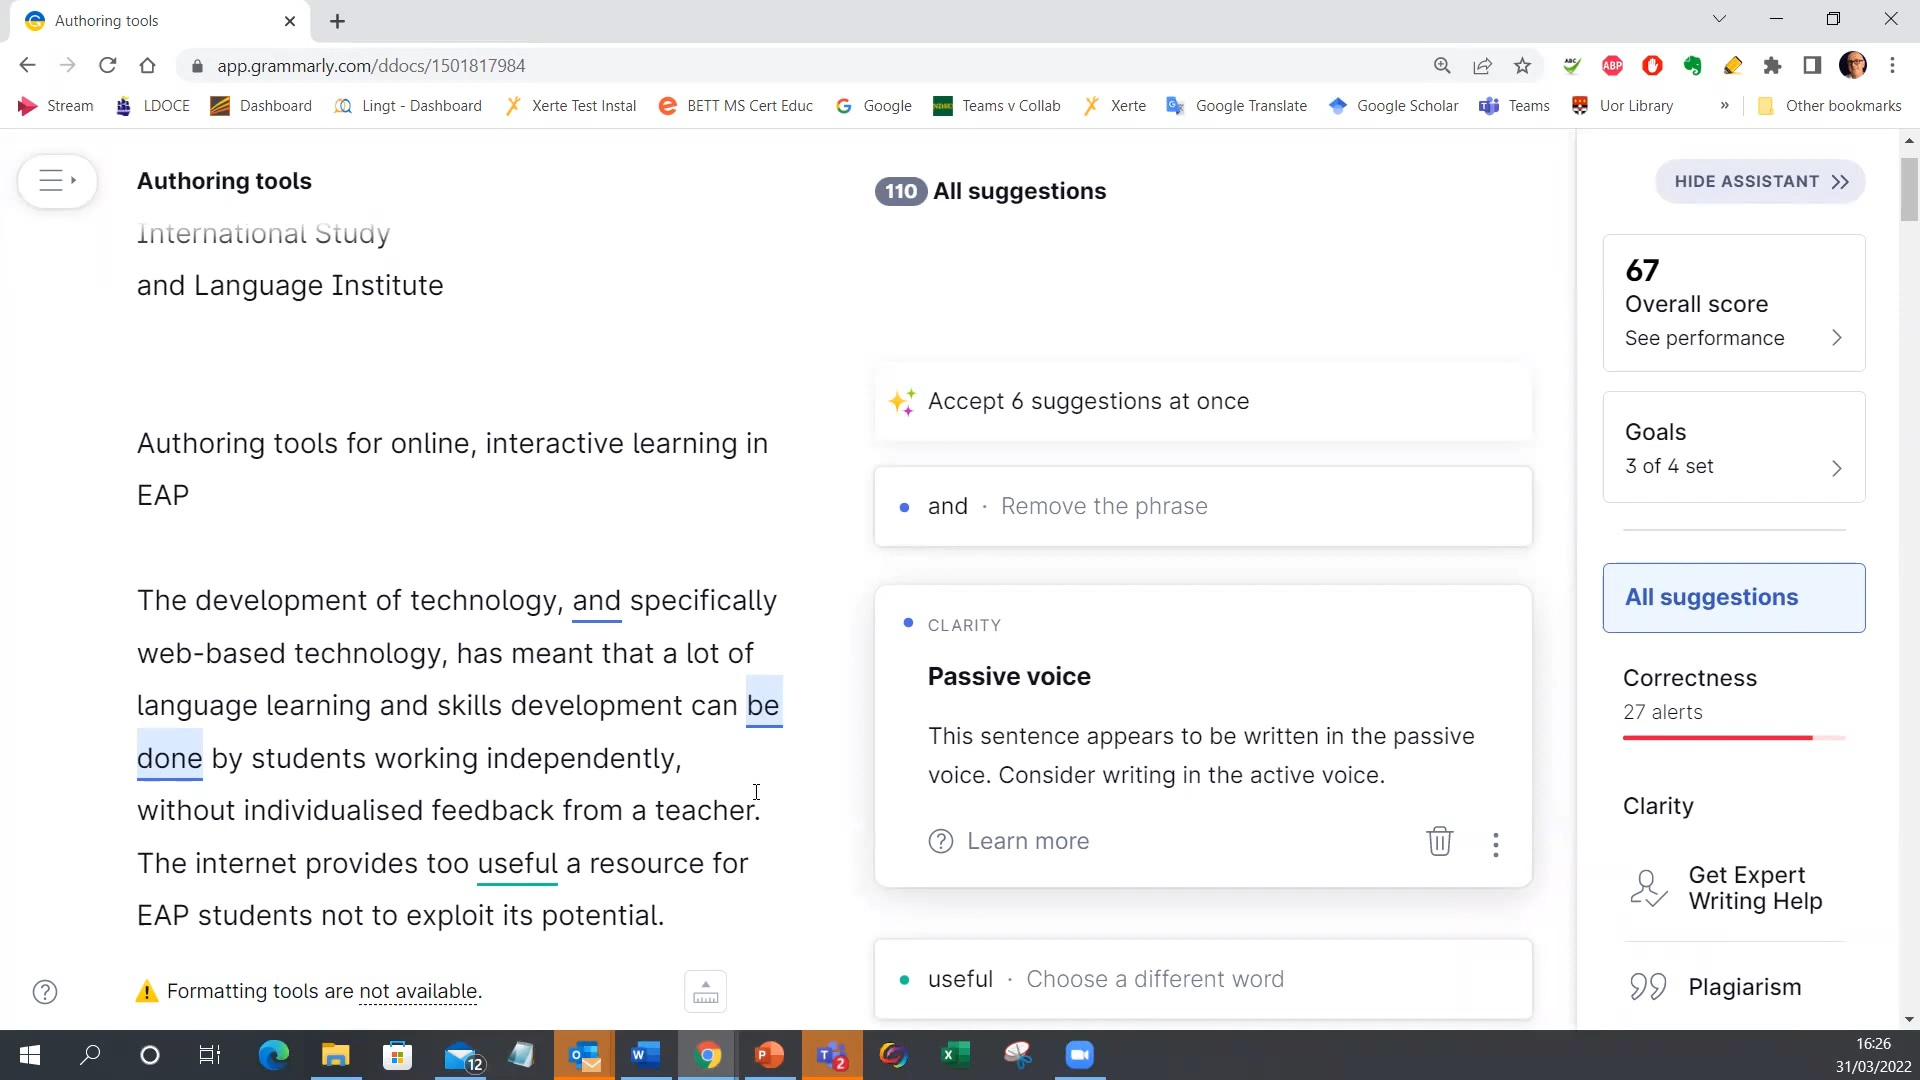 Authoring tools
app.grammarly.com/ddocs/1501817984
ABC
ABP
Stream
LDOCE
Dashboard
Lingt - Dashboard
Xerte Test Instal
BETT MS Cert Educ
Google
Teams v Collab
Xerte
Google Translate
Google Scholar
Teams
Uor Library
»
Other bookmarks
Authoring tools
International Study
and Language Institute
Authoring tools for online, interactive learning in
EAP
The development of technology, and specifically
web-based technology, has meant that a lot of
language learning and skills development can be
done by students working independently,
without individualised feedback from a teacher.
The internet provides too useful a resource for
EAP students not to exploit its potential.
Formatting tools are not available.
110 All suggestions
Accept 6 suggestions at once
and · Remove the phrase
CLARITY
Passive voice
This sentence appears to be written in the passive
voice. Consider writing in the active voice.
Learn more
useful · Choose a different word
HIDE ASSISTANT
67
Overall score
See performance
Goals
3 of 4 set
All suggestions
Correctness
27 alerts
Clarity
Get Expert
Writing Help
Plagiarism
12
2
16:26
31/03/2022